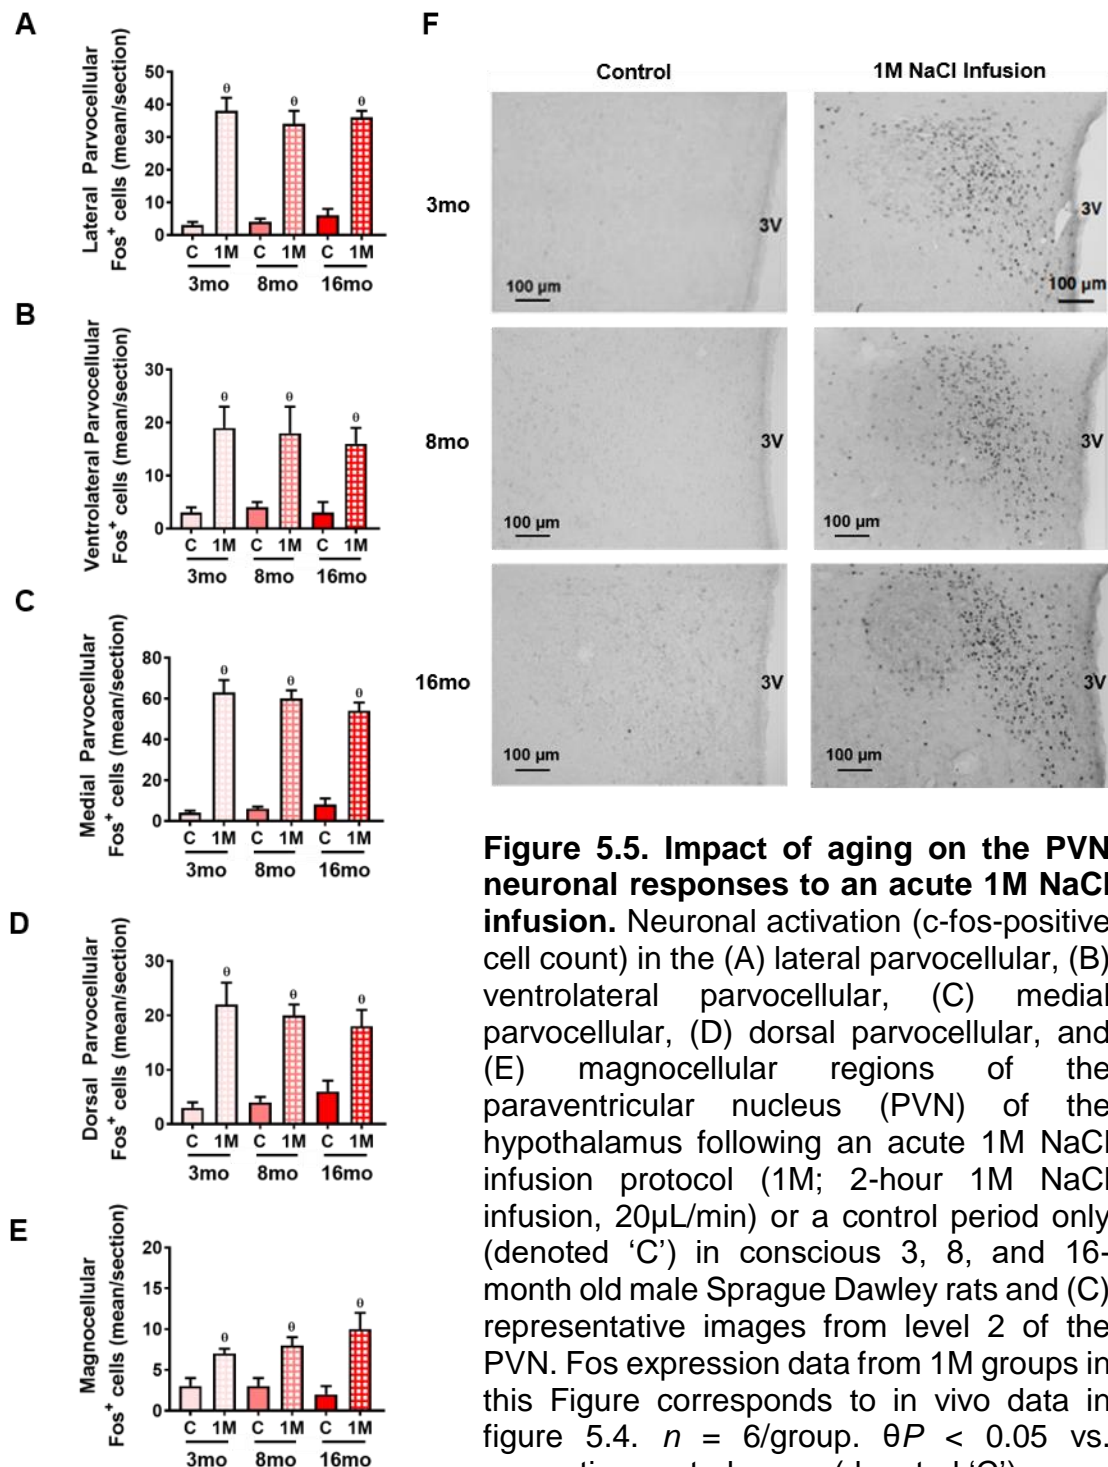 A
Lateral Parvocellular
Fos+ cells (mean/section)
50
40
30
20
10
0
θ
θ
θ
C 1M C 1M C 1M
3mo 8mo 16mo
B
Ventrolateral Parvocellular
Fos+ cells (mean/section)
30
20
10
0
θ
θ
θ
C 1M C 1M C 1M
3mo 8mo 16mo
C
Medial Parvocellular
Fos+ cells (mean/section)
80
60
40
20
0
θ
θ
θ
C 1M C 1M C 1M
3mo 8mo 16mo
D
Dorsal Parvocellular
Fos+ cells (mean/section)
30
20
10
0
θ
θ
θ
C 1M C 1M C 1M
3mo 8mo 16mo
E
Magnocellular
Fos+ cells (mean/section)
20
15
10
5
0
θ
θ
θ
C 1M C 1M C 1M
3mo 8mo 16mo
F
Control 1M NaCl Infusion
3mo
3V
100 µm
3V
100 µm
8mo
3V
100 µm
3V
100 µm
16mo
3V
100 µm
3V
100 µm
Figure 5.5. Impact of aging on the PVN
neuronal responses to an acute 1M NaCl
infusion. Neuronal activation (c-fos-positive
cell count) in the (A) lateral parvocellular, (B)
ventrolateral parvocellular, (C) medial
parvocellular, (D) dorsal parvocellular, and
(E) magnocellular regions of the
paraventricular nucleus (PVN) of the
hypothalamus following an acute 1M NaCl
infusion protocol (1M; 2-hour 1M NaCl
infusion, 20µL/min) or a control period only
(denoted ‘C’) in conscious 3, 8, and 16-
month old male Sprague Dawley rats and (C)
representative images from level 2 of the
PVN. Fos expression data from 1M groups in
this Figure corresponds to in vivo data in
figure 5.4. n = 6/group. θP < 0.05 vs.